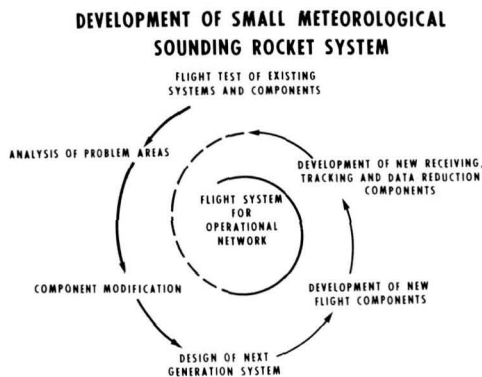 DEVELOPMENT OF SMALL METEOROLOGICAL
SOUNDING ROCKET SYSTEM
FLIGHT TEST OF EXISTING
SYSTEMS AND COMPONENTS
ANALYSIS OF PROBLEM AREAS
DEVELOPMENT OF NEW RECEIVING,
TRACKING AND DATA REDUCTION
COMPONENTS
FLIGHT SYSTEM
FOR
OPERATIONAL
NETWORK
COMPONENT MODIFICATION
DEVELOPMENT OF NEW
FLIGHT COMPONENTS
DESIGN OF NEXT
GENERATION SYSTEM